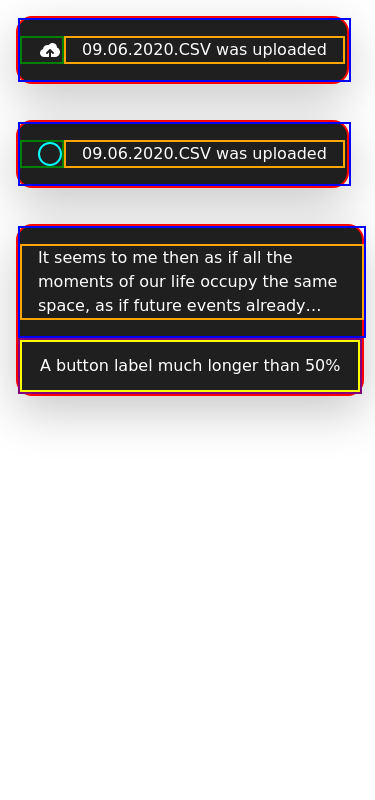 09.06.2020.CSV was uploaded
09.06.2020.CSV was uploaded
It seems to me then as if all the
moments of our life occupy the same
space, as if future events already…
A button label much longer than 50%